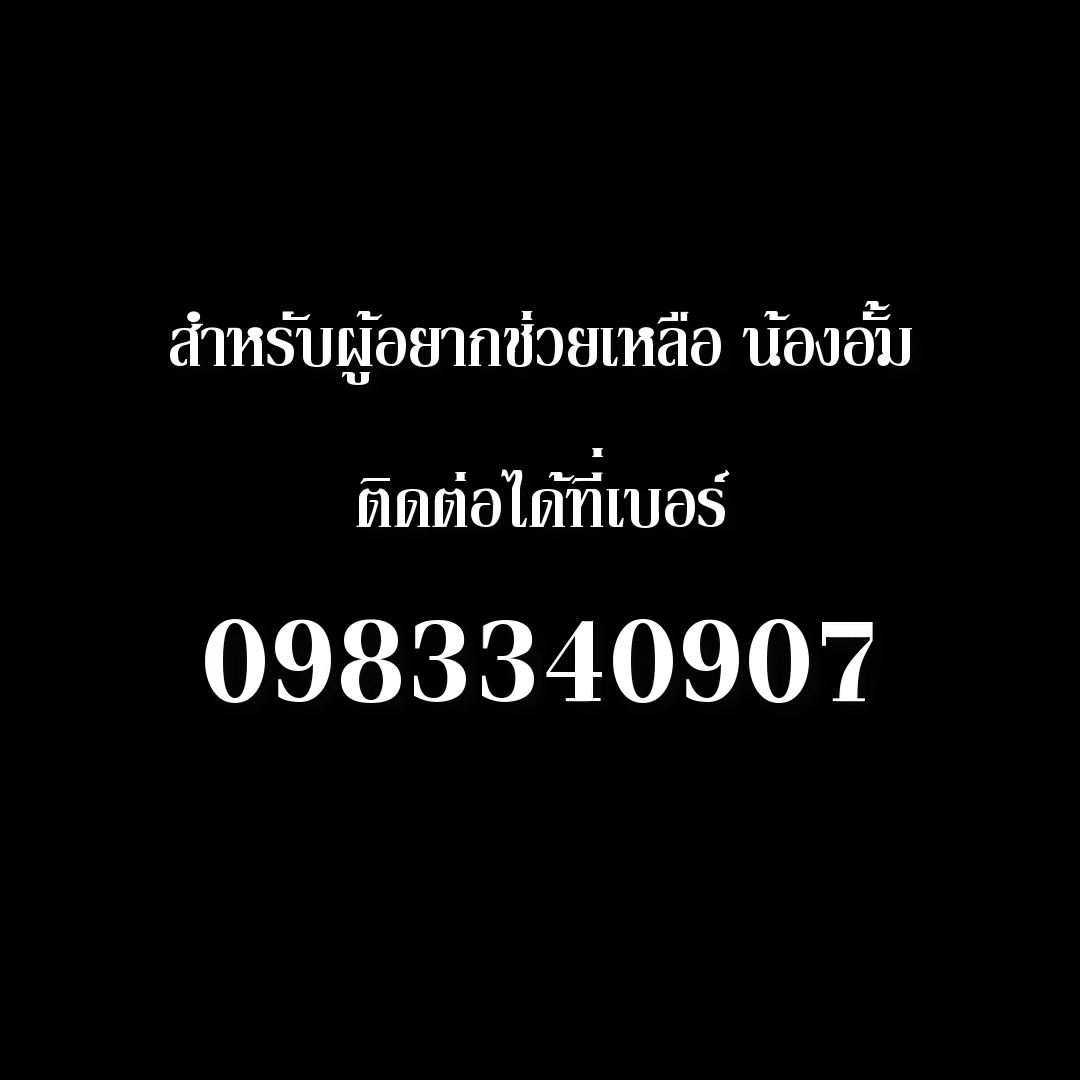 สำหรับผู้อยากช่วยเหลือ น้องอั้ม
ติดต่อได้ที่เบอร์
0983340907